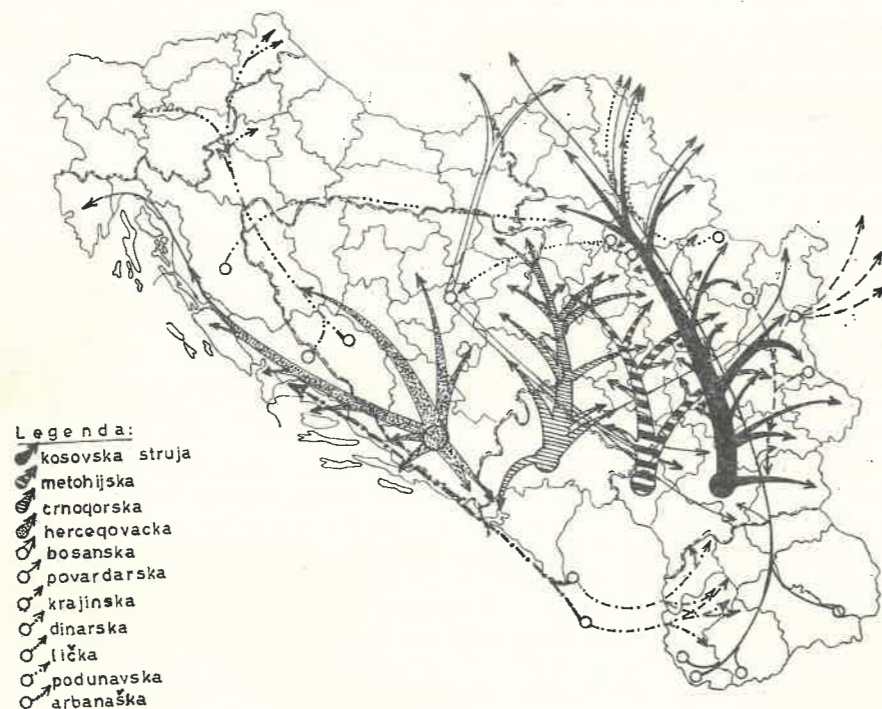 Legenda:
kosovska struja
metohijska
crnogorska
hercegovacka
bosanska
povardarska
krajinska
dinarska
lička
podunavska
arbanaška